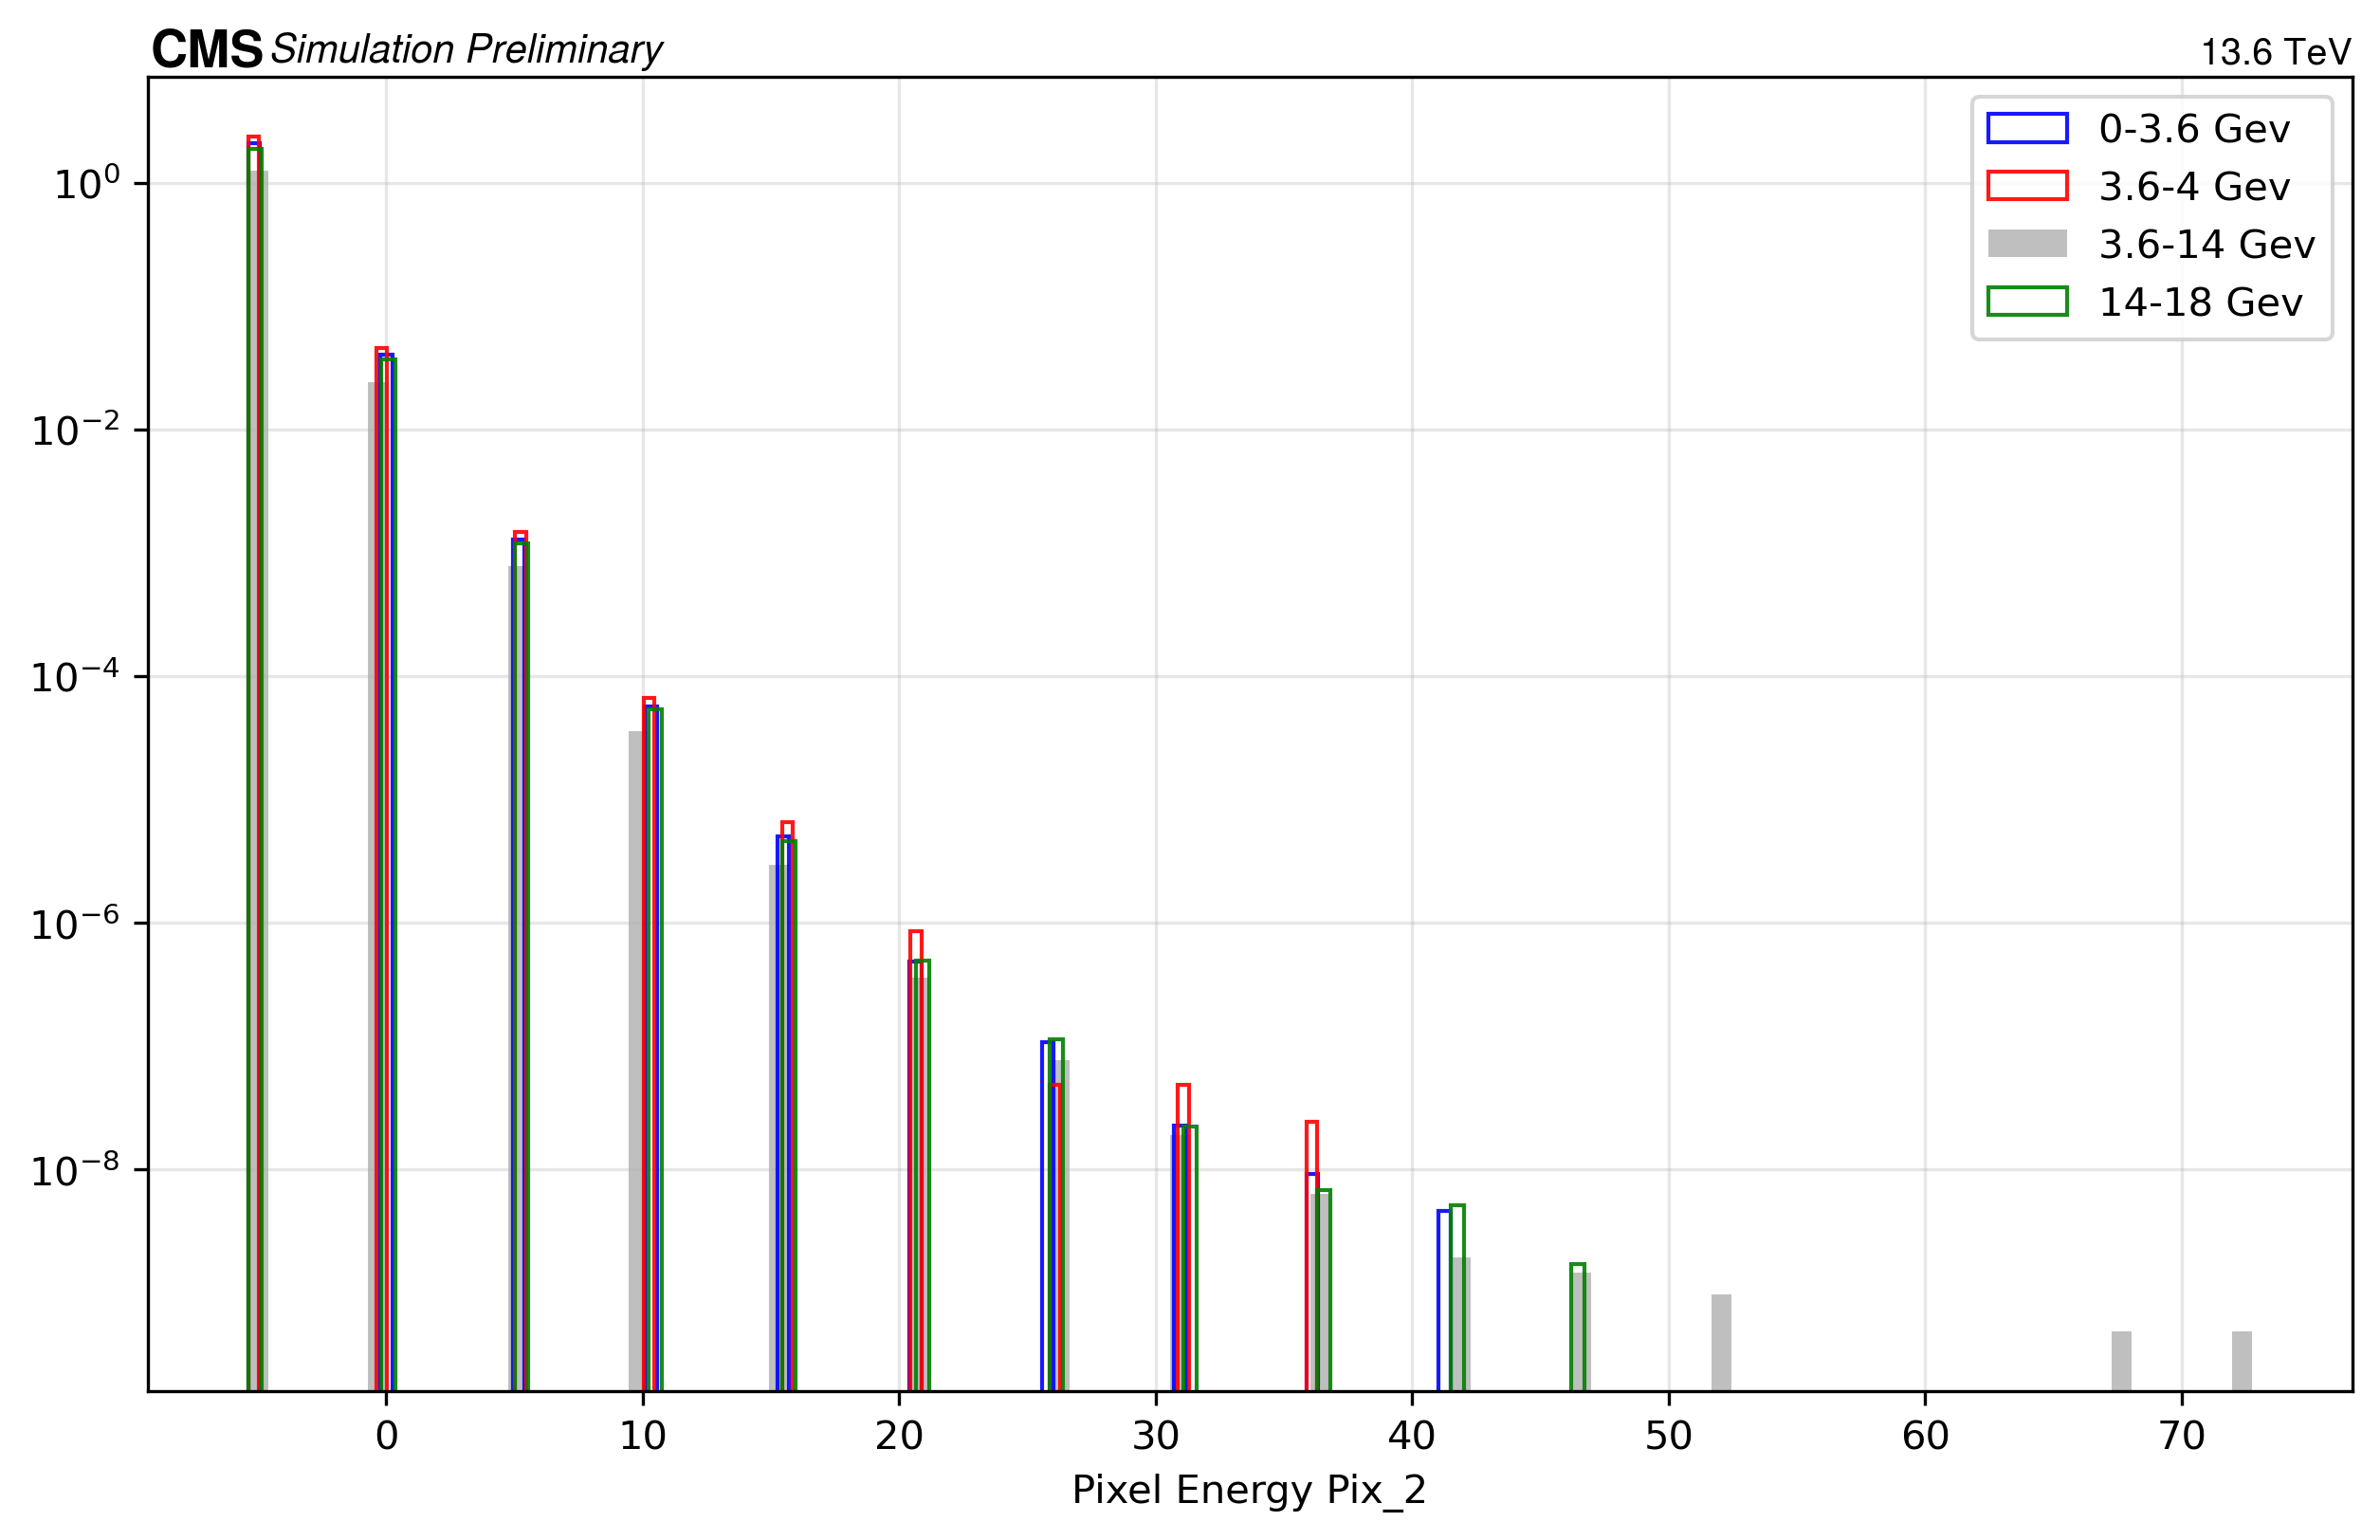 CMS Simulation Preliminary
13.6 TeV
0-3.6 Gev
3.6-4 Gev
3.6-14 Gev
14-18 Gev
10⁰
10⁻²
10⁻⁴
10⁻⁶
10⁻⁸
0 10 20 30 40 50 60 70
Pixel Energy Pix_2